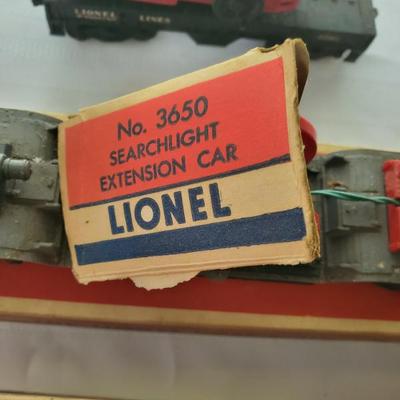 LIONEL LINES
No. 3650
SEARCHLIGHT
EXTENSION CAR
LIONEL